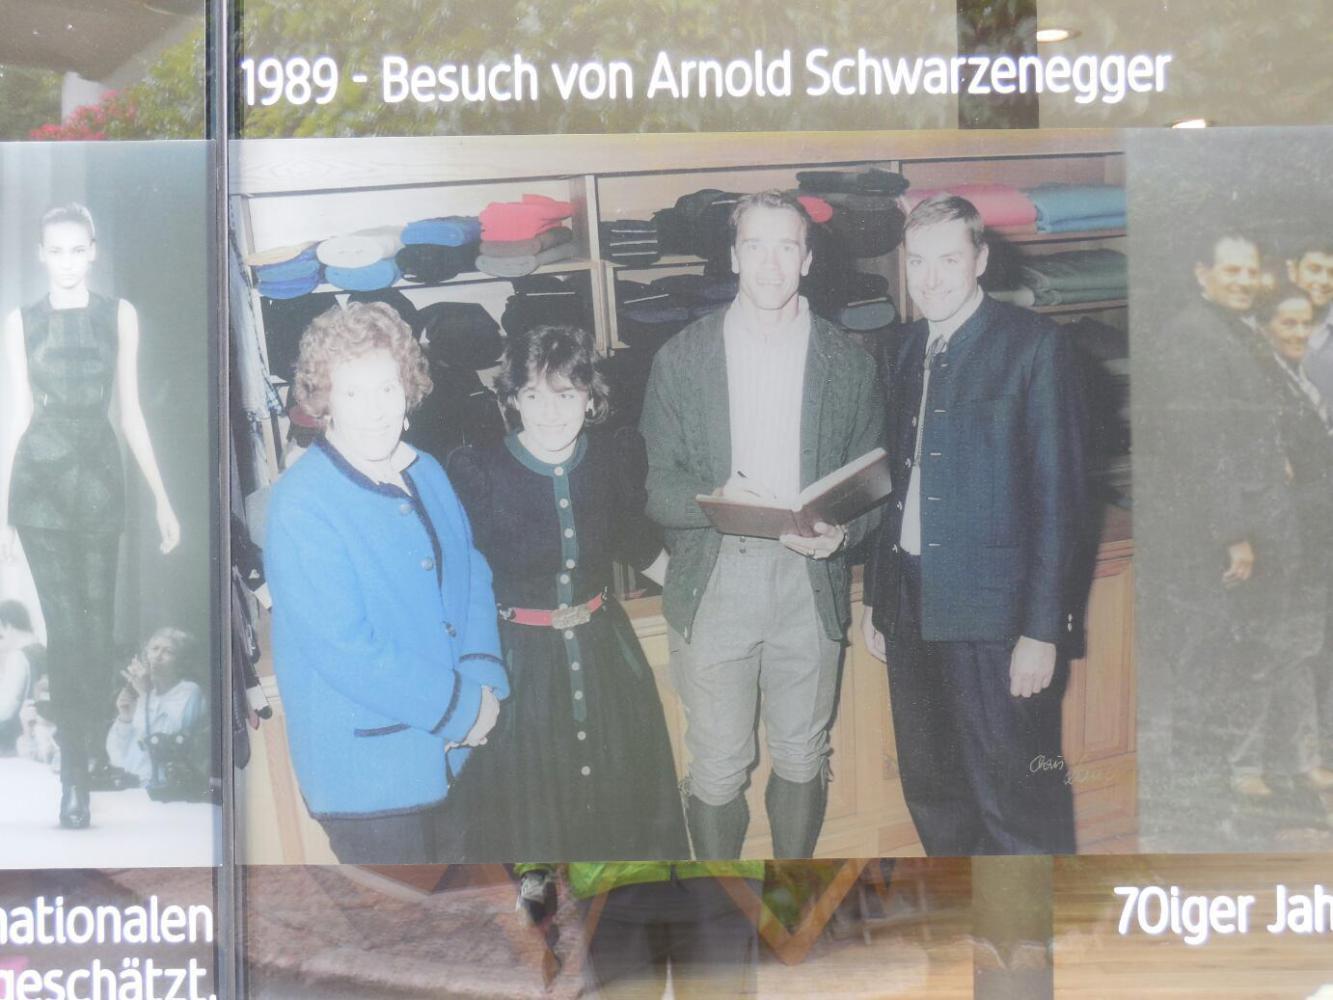 1989 - Besuch von Arnold Schwarzenegger
nationalen
geschätzt.
70iger Jah